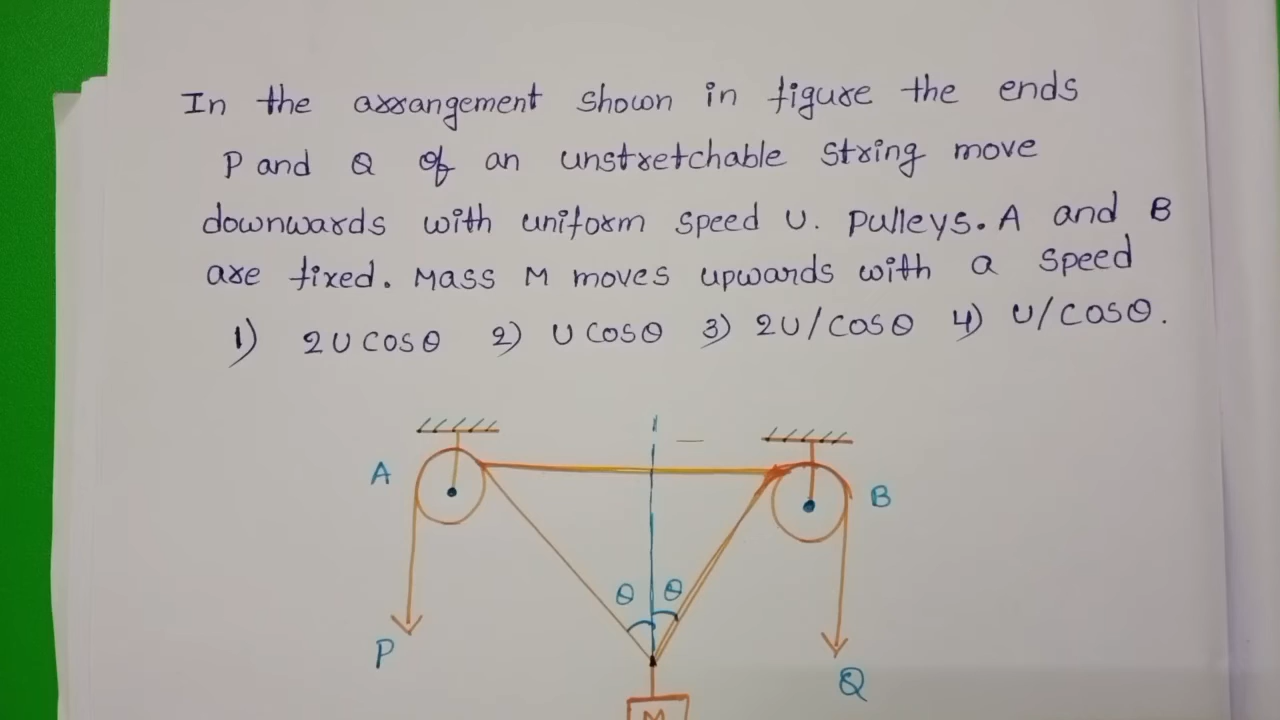 In the arrangement shown in figure the ends
P and Q of an unstretchable string move
downwards with uniform speed U. Pulleys. A and B
are fixed. Mass M moves upwards with a speed
1) 2U cosθ 2) U cosθ 3) 2U/cosθ 4) U/cosθ.
A
B
θ θ
P
Q
M